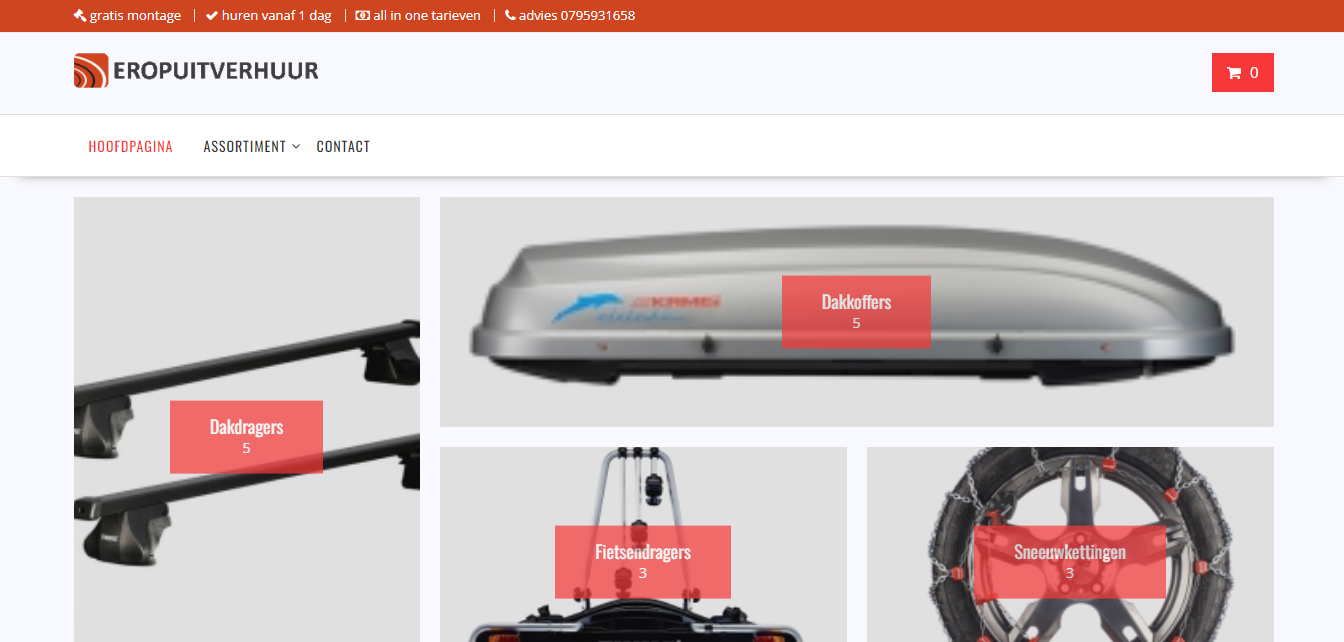 gratis montage | huren vanaf 1 dag | all in one tarieven | advies 0795931658
EROPUITVERHUUR
0
HOOFDPAGINA ASSORTIMENT CONTACT
Dakkoffers
5
KAMEI
Dakdragers
5
Fietsendragers
3
Sneeuwkettingen
3